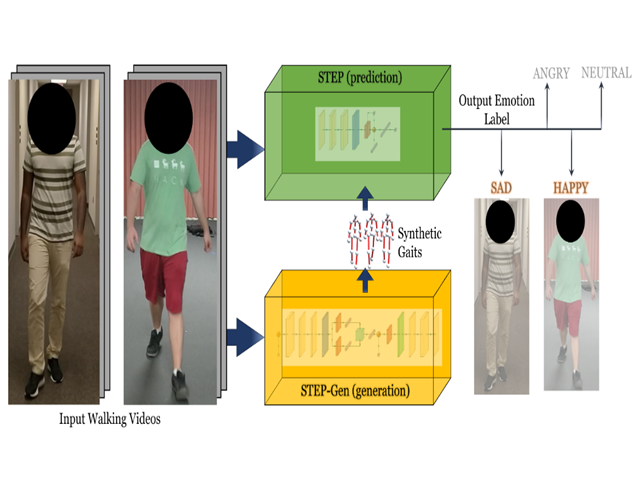 STEP (prediction)
ANGRY
NEUTRAL
Output Emotion
Label
SAD
HAPPY
Synthetic
Gaits
STEP-Gen (generation)
Input Walking Videos